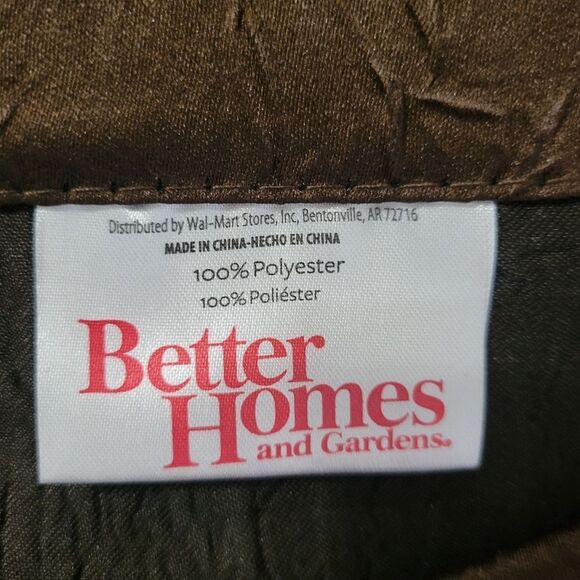 Distributed by Wal-Mart Stores, Inc, Bentonville, AR 72716
MADE IN CHINA-HECHO EN CHINA
100% Polyester
100% Poliéster
Better
Homes
and Gardens®